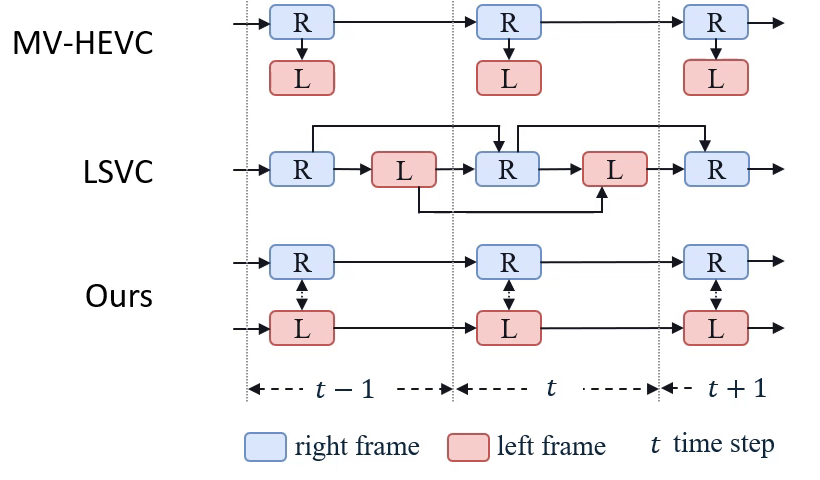 MV-HEVC R R R
L L L
LSVC R L R L R
R R R
Ours
L L L
t − 1 t t + 1
right frame left frame t time step